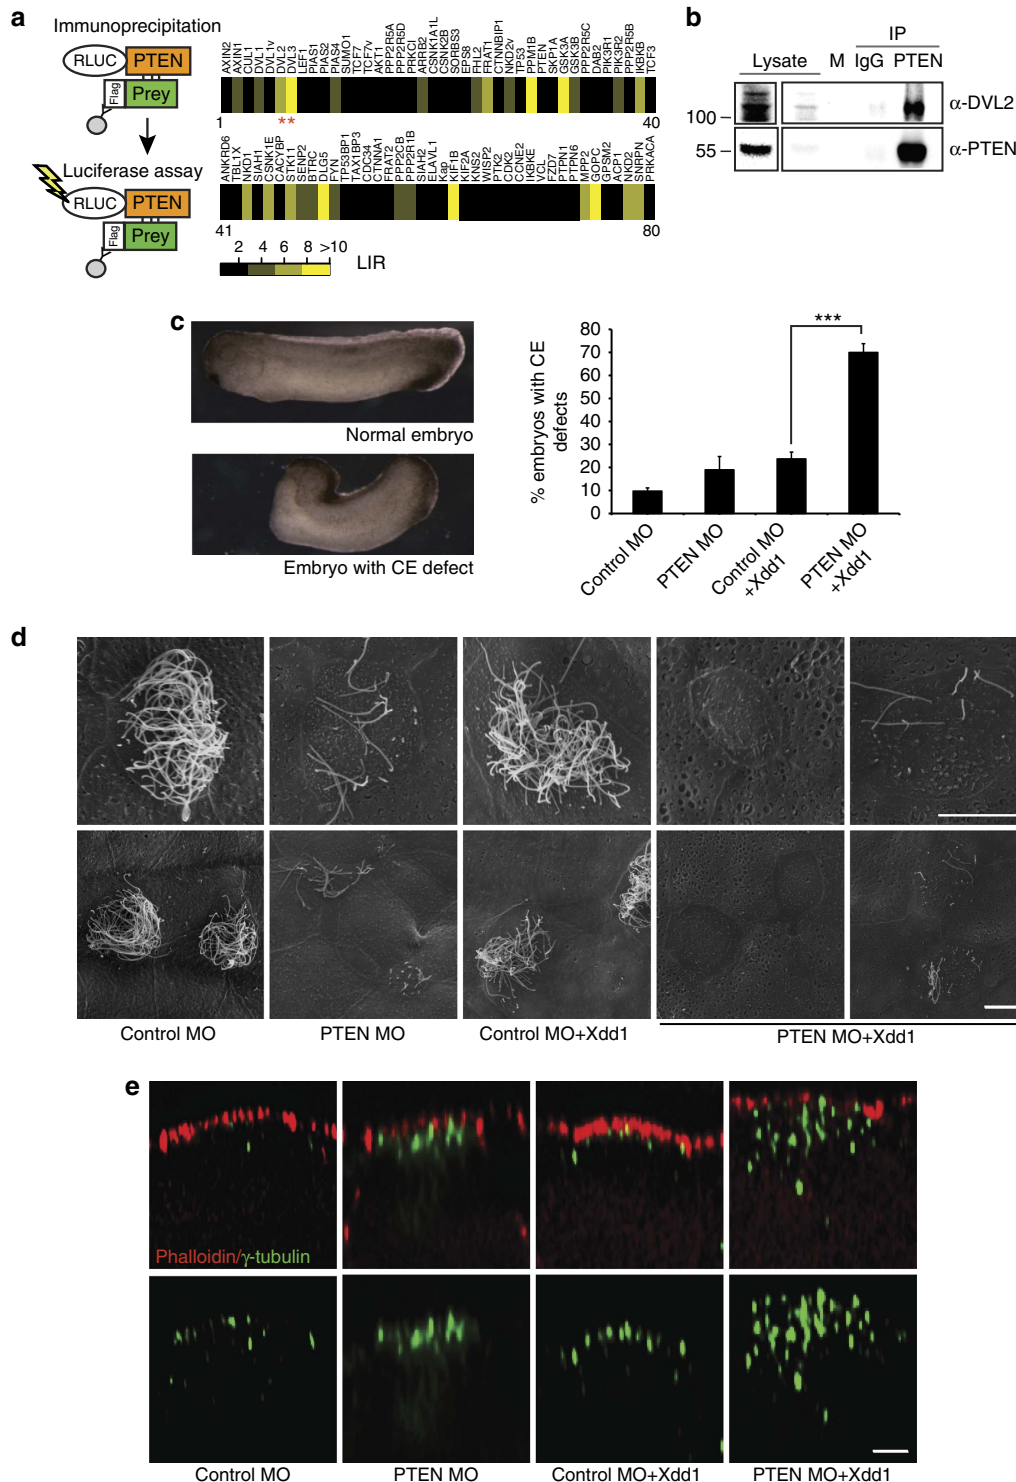 a
Immunoprecipitation
RLUC
PTEN
Flag
Prey
Luciferase assay
RLUC
PTEN
Flag
Prey
AXIN2
AXIN1
CUL1
DVL1
DVL1v
DVL2
DVL3
LEF1
PIAS1
PIAS2
PIAS4
SUMO1
TCF7
TCF7v
AKT1
PPP2R5A
PPP2R5D
PRKCI
ARRB2
CSNK1A1L
CSNK2B
SORBS3
EPS8
FHL2
FRAT1
CTNNBIP1
NKD2v
TP53
PPM1B
PTEN
SKP1A
GSK3A
GSK3B
PPP2R5C
DAB2
PIK3R1
PIK3R2
PPP2R5B
IKBKB
TCF3
1
**
40
ANKRD6
TBL1X
NKD1
SIAH1
CSNK1E
CACYBP
STK11
SENP2
BTRC
DLG5
FYN
TP53BP1
TAX1BP3
CDC34
CTNNA1
FRAT2
PPP2CB
PPP2R1B
SIAH2
ELAVL1
Kap
KIF1B
KIF2A
KNS2
WISP2
PTK2
CDK2
CCNE2
IKBKE
VCL
FZD7
PTPN1
PTPN6
MPP2
GOPC
GPSM2
ACP1
NKD2
SNRPN
PRKACA
41
80
2 4 6 8 >10
LIR
b
IP
Lysate M IgG PTEN
100
α-DVL2
55
α-PTEN
c
Normal embryo
Embryo with CE defect
% embryos with CE
defects
80
70
60
50
40
30
20
10
0
***
Control MO
PTEN MO
Control MO
+Xdd1
PTEN MO
+Xdd1
d
Control MO
PTEN MO
Control MO+Xdd1
PTEN MO+Xdd1
e
Phalloidin/γ-tubulin
Control MO
PTEN MO
Control MO+Xdd1
PTEN MO+Xdd1